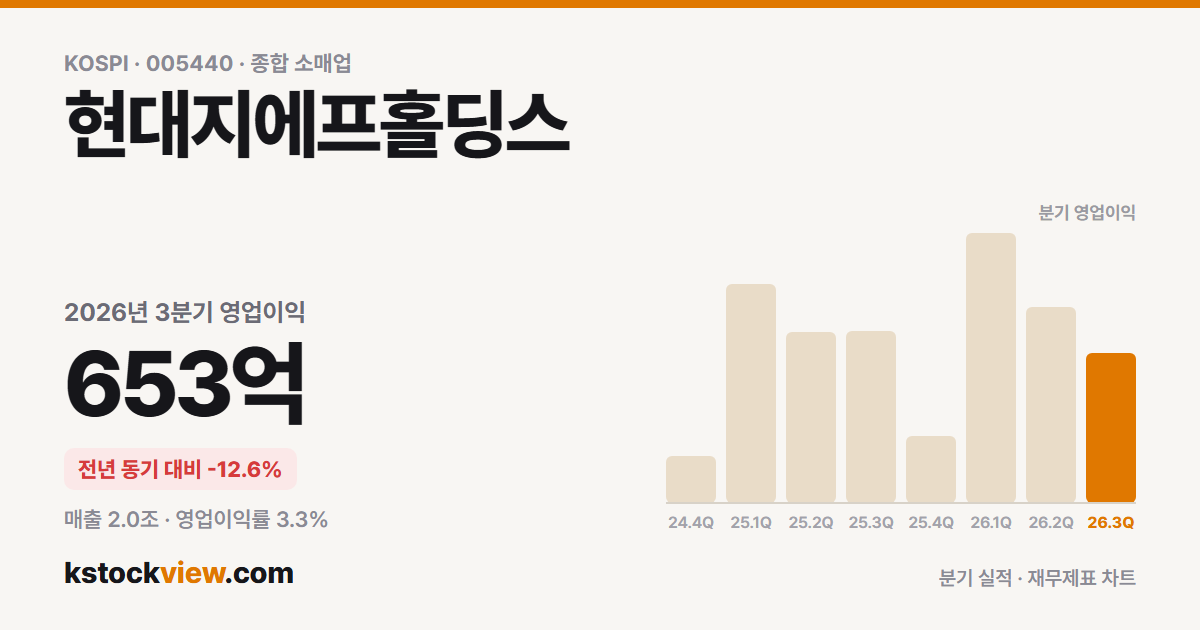 KOSPI · 005440 · 종합 소매업
현대지에프홀딩스
분기 영업이익
2026년 3분기 영업이익
653억
전년 동기 대비 -12.6%
매출 2.0조 · 영업이익률 3.3%
24.4Q 25.1Q 25.2Q 25.3Q 25.4Q 26.1Q 26.2Q 26.3Q
kstockview.com
분기 실적 · 재무제표 차트